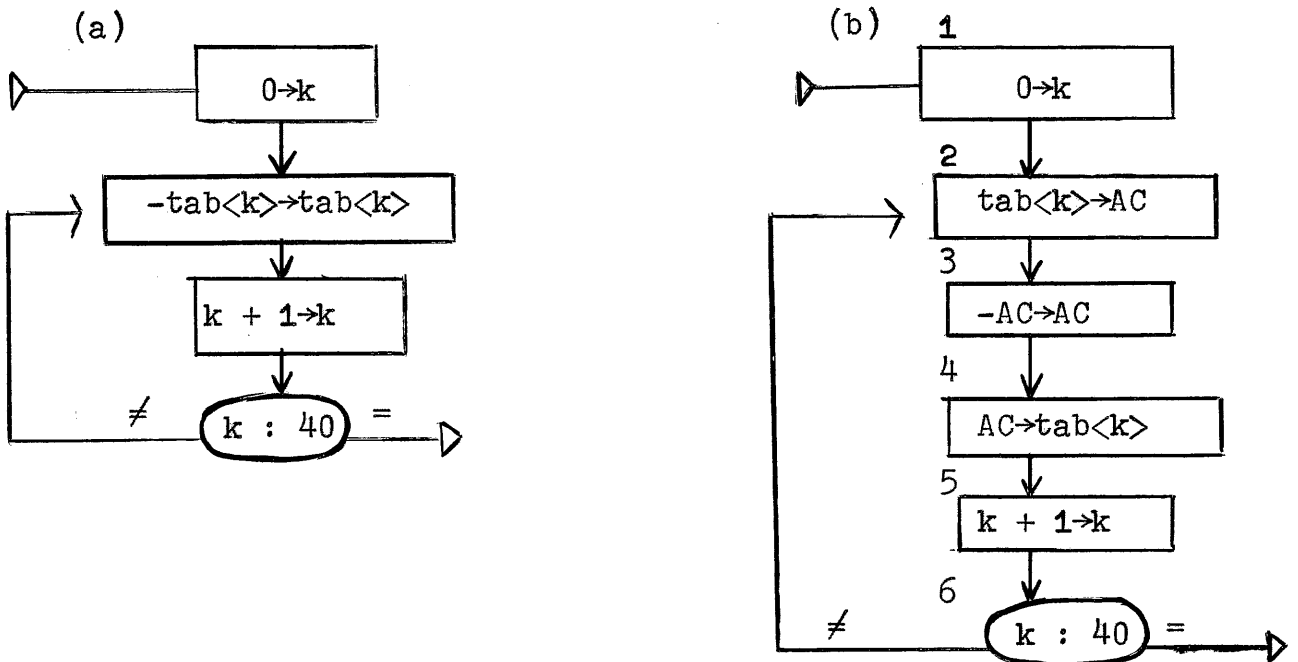 (a)
0→k
-tab<k>→tab<k>
k + 1→k
≠
k : 40
=
(b)
1
0→k
2
tab<k>→AC
3
-AC→AC
4
AC→tab<k>
5
k + 1→k
6
≠
k : 40
=